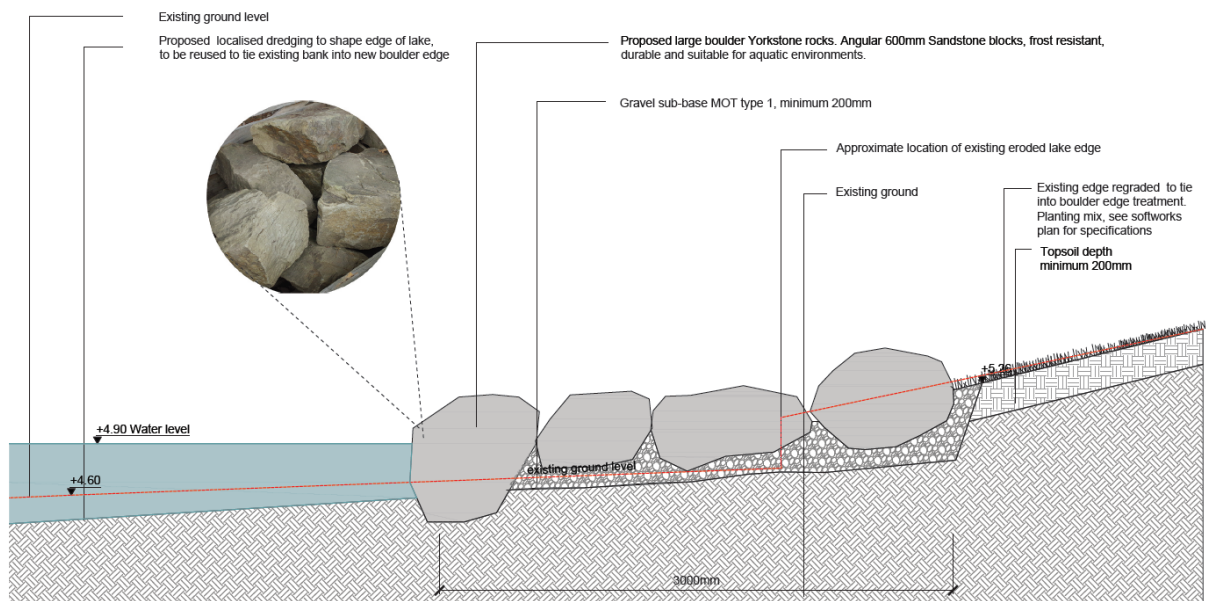 Existing ground level
Proposed localised dredging to shape edge of lake,
to be reused to tie existing bank into new boulder edge
Proposed large boulder Yorkstone rocks. Angular 600mm Sandstone blocks, frost resistant,
durable and suitable for aquatic environments.
Gravel sub-base MOT type 1, minimum 200mm
Approximate location of existing eroded lake edge
Existing ground
Existing edge regraded to tie
into boulder edge treatment.
Planting mix, see softworks
plan for specifications
Topsoil depth
minimum 200mm
+5.26
+4.90 Water level
existing ground level
+4.60
3000mm